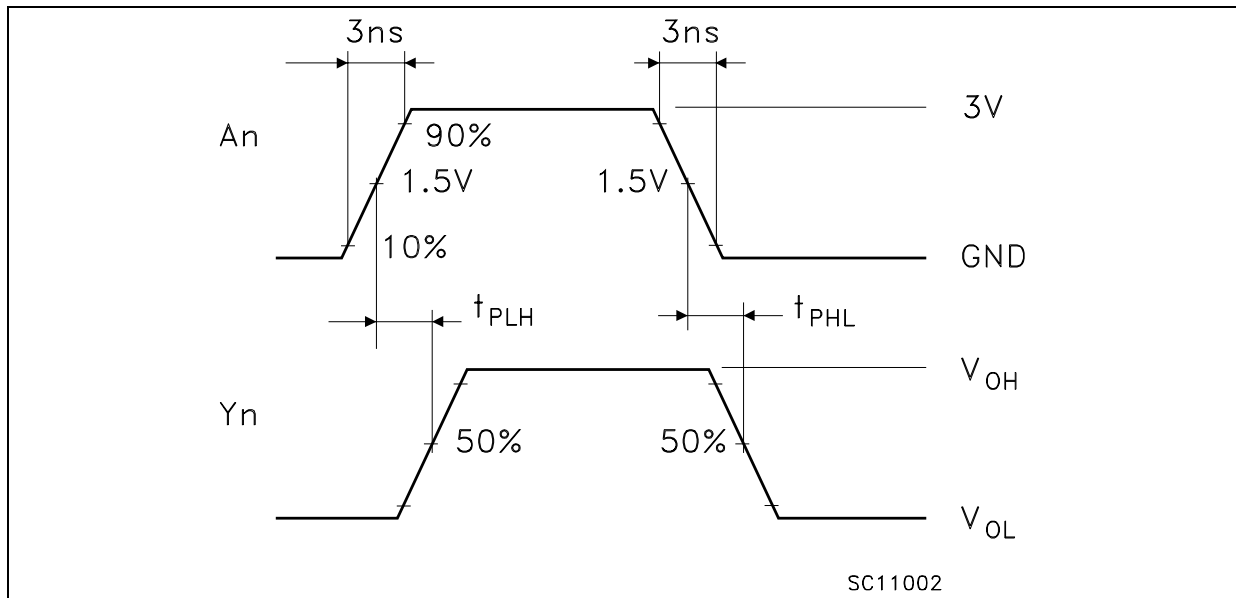 3ns 3ns
3V
An
90%
1.5V 1.5V
10%
GND
tPLH tPHL
VOH
Yn
50% 50%
VOL
SC11002